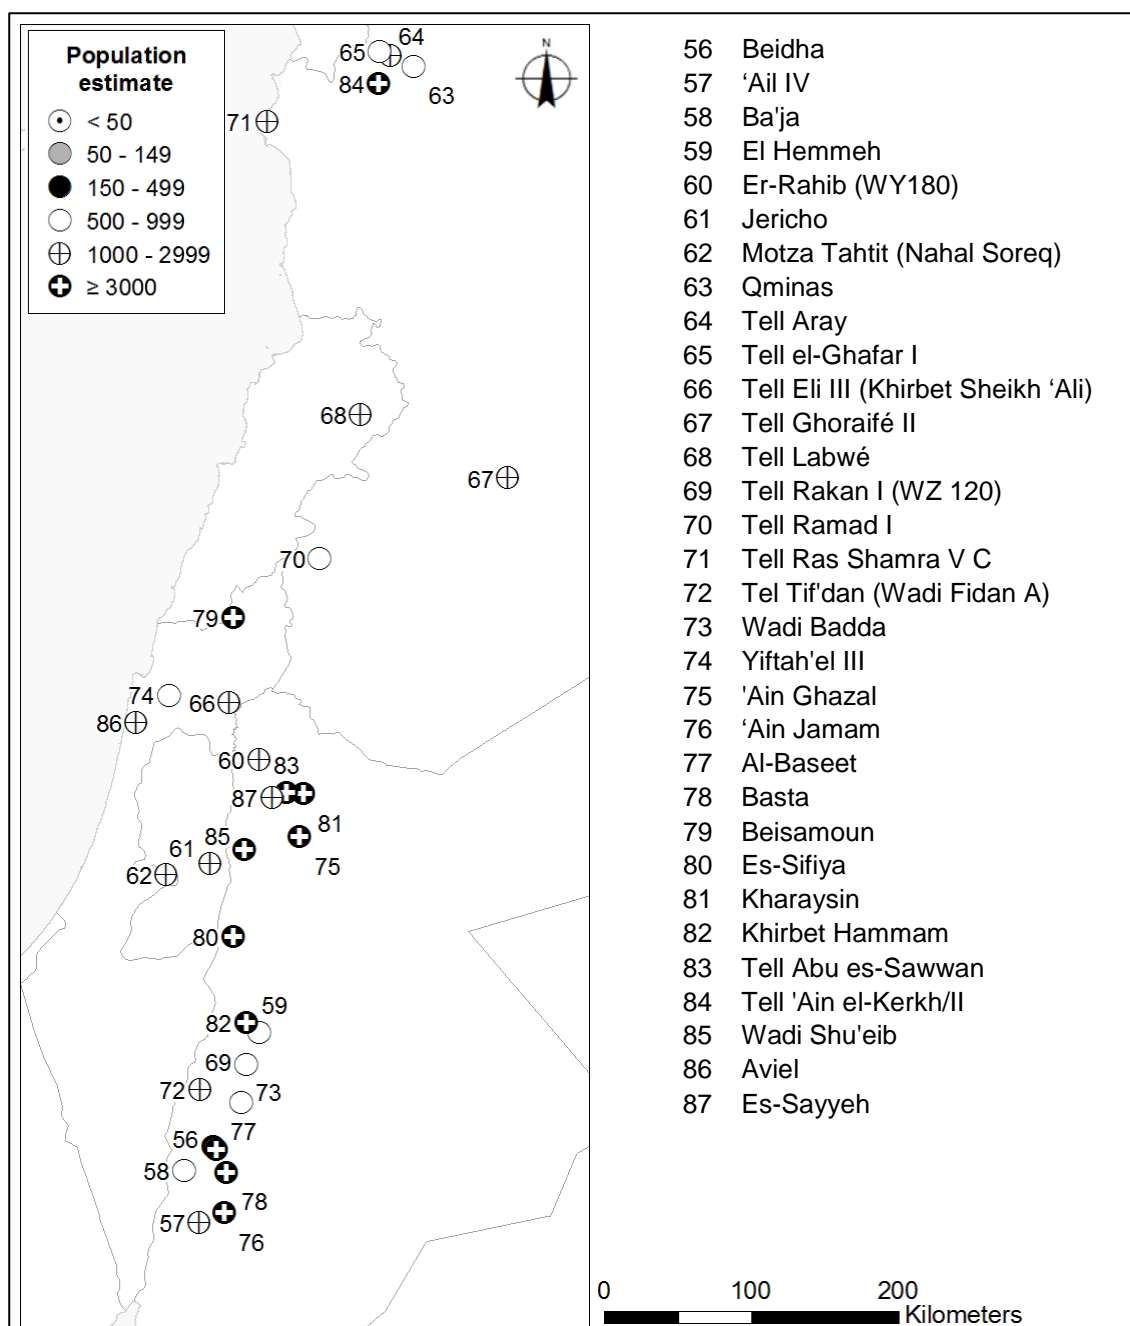 Population
estimate
< 50
50 - 149
150 - 499
500 - 999
1000 - 2999
≥ 3000
N
64
65
63
84
71
68
67
70
79
74
66
86
60
83
87
81
85
75
61
62
80
59
82
69
72
73
77
56
58
78
57
76
56 Beidha
57 ‘Ail IV
58 Ba'ja
59 El Hemmeh
60 Er-Rahib (WY180)
61 Jericho
62 Motza Tahtit (Nahal Soreq)
63 Qminas
64 Tell Aray
65 Tell el-Ghafar I
66 Tell Eli III (Khirbet Sheikh ‘Ali)
67 Tell Ghoraifé II
68 Tell Labwé
69 Tell Rakan I (WZ 120)
70 Tell Ramad I
71 Tell Ras Shamra V C
72 Tel Tif'dan (Wadi Fidan A)
73 Wadi Badda
74 Yiftah'el III
75 'Ain Ghazal
76 ‘Ain Jamam
77 Al-Baseet
78 Basta
79 Beisamoun
80 Es-Sifiya
81 Kharaysin
82 Khirbet Hammam
83 Tell Abu es-Sawwan
84 Tell 'Ain el-Kerkh/II
85 Wadi Shu'eib
86 Aviel
87 Es-Sayyeh
0 100 200
Kilometers